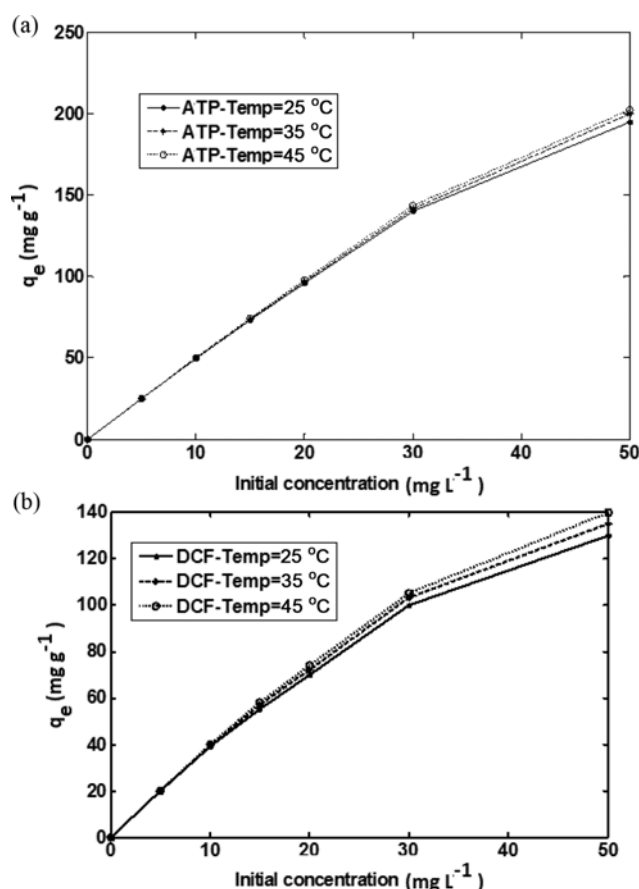 (a)
250
200
150
100
50
0
q_e (mg g^-1)
ATP-Temp=25 °C
ATP-Temp=35 °C
ATP-Temp=45 °C
0 10 20 30 40 50
Initial concentration (mg L^-1)
(b)
140
120
100
80
60
40
20
0
q_e (mg g^-1)
DCF-Temp=25 °C
DCF-Temp=35 °C
DCF-Temp=45 °C
0 10 20 30 40 50
Initial concentration (mg L^-1)